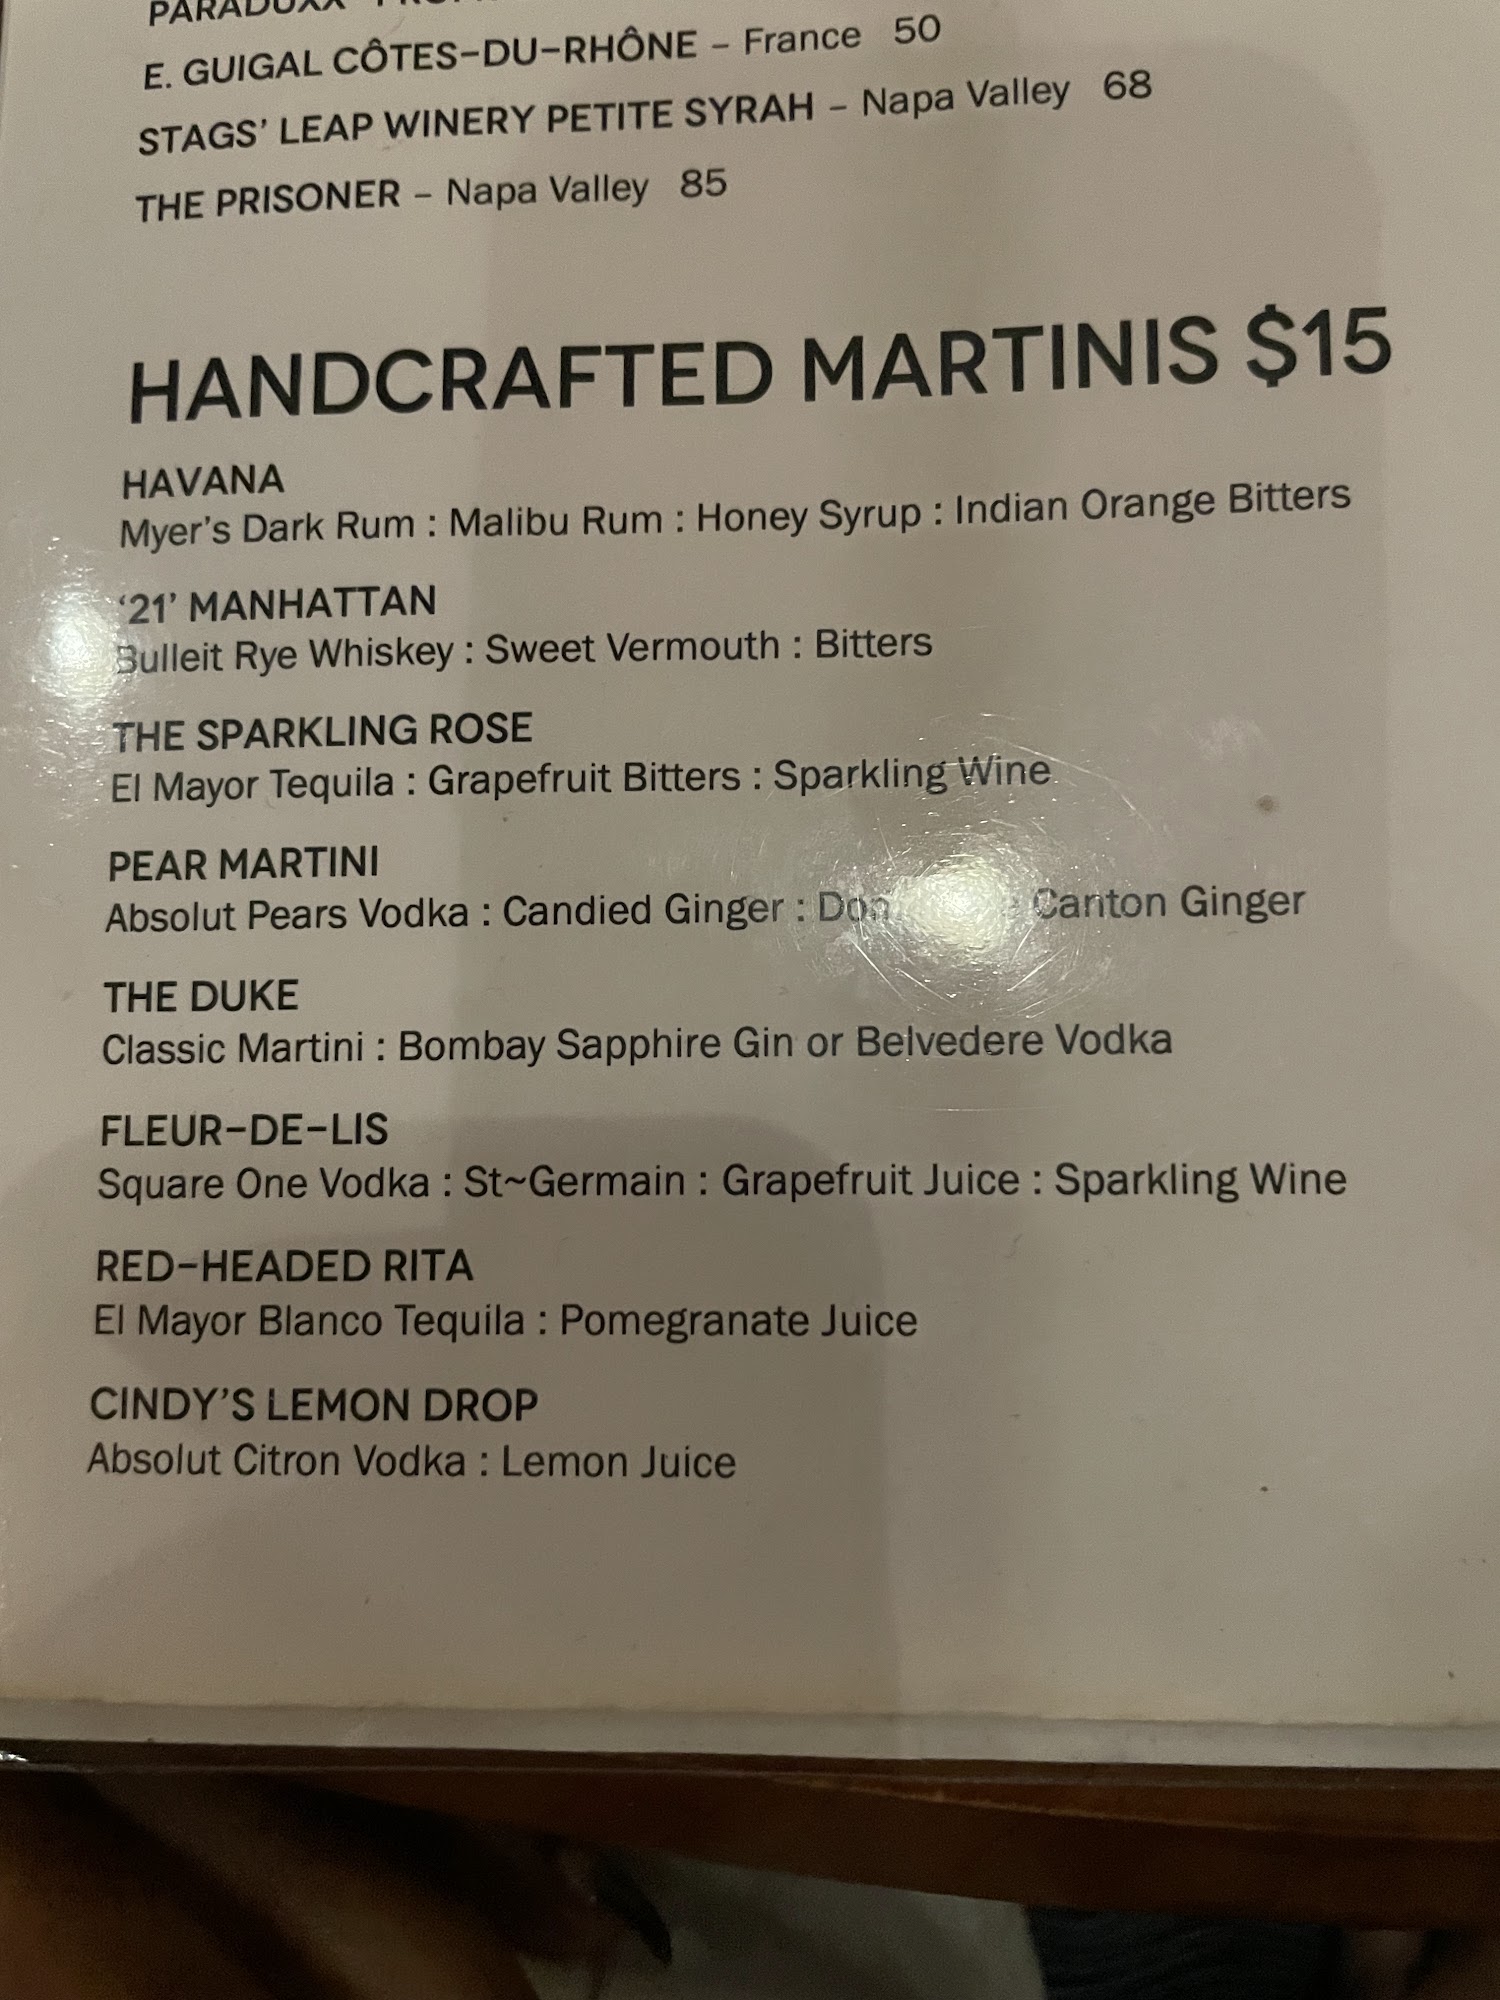 PARADUXX
E. GUIGAL CÔTES-DU-RHÔNE – France 50
STAGS' LEAP WINERY PETITE SYRAH – Napa Valley 68
THE PRISONER – Napa Valley 85
HANDCRAFTED MARTINIS $15
HAVANA
Myer's Dark Rum : Malibu Rum : Honey Syrup : Indian Orange Bitters
'21' MANHATTAN
Bulleit Rye Whiskey : Sweet Vermouth : Bitters
THE SPARKLING ROSE
El Mayor Tequila : Grapefruit Bitters : Sparkling Wine
PEAR MARTINI
Absolut Pears Vodka : Candied Ginger : Canton Ginger
THE DUKE
Classic Martini : Bombay Sapphire Gin or Belvedere Vodka
FLEUR-DE-LIS
Square One Vodka : St~Germain : Grapefruit Juice : Sparkling Wine
RED-HEADED RITA
El Mayor Blanco Tequila : Pomegranate Juice
CINDY'S LEMON DROP
Absolut Citron Vodka : Lemon Juice